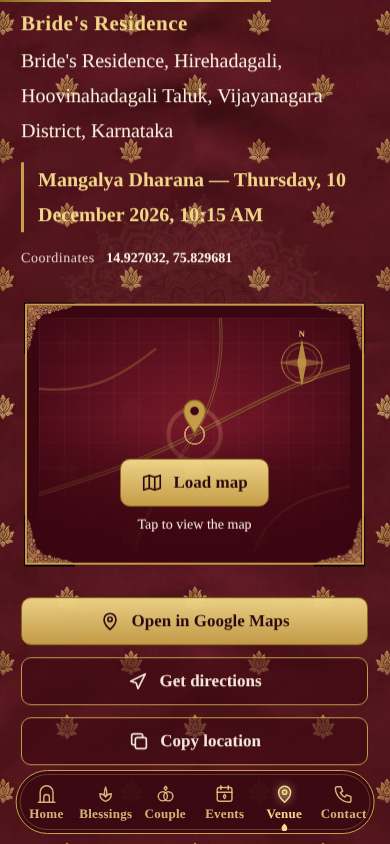 Bride's Residence
Bride's Residence, Hirehadagali,
Hoovinahadagali Taluk, Vijayanagara
District, Karnataka
Mangalya Dharana — Thursday, 10
December 2026, 10:15 AM
Coordinates 14.927032, 75.829681
N
Load map
Tap to view the map
Open in Google Maps
Get directions
Copy location
Home Blessings Couple Events Venue Contact